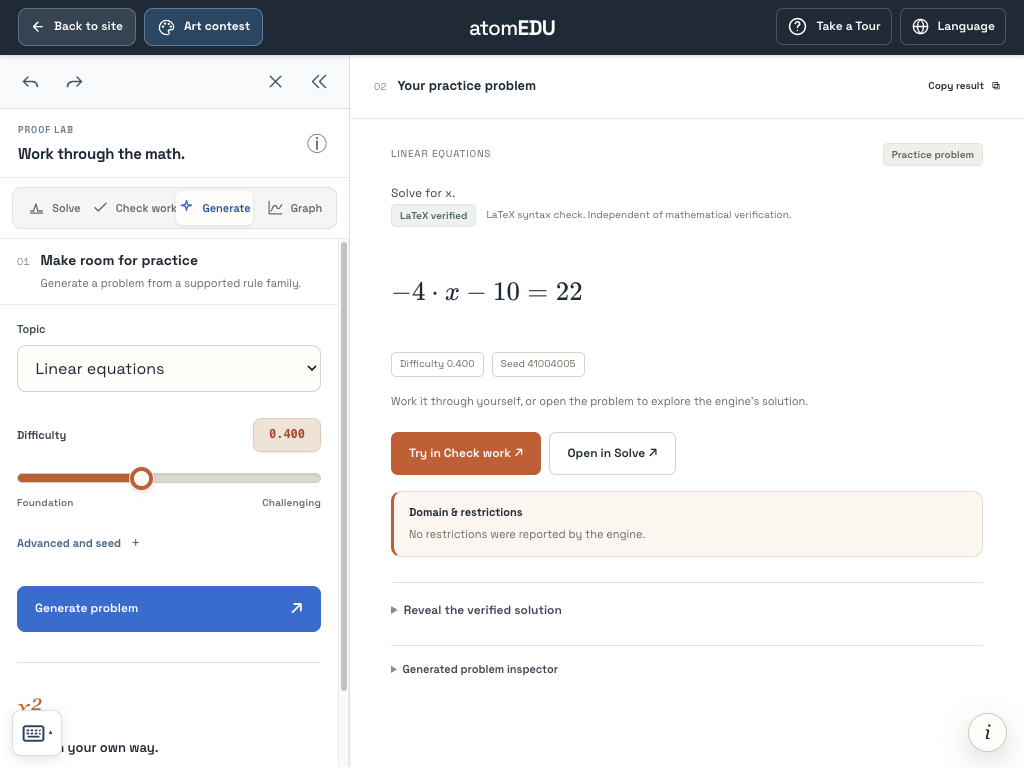 Back to site
Art contest
atomEDU
Take a Tour
Language
PROOF LAB
Work through the math.
Solve
Check work
Generate
Graph
01 Make room for practice
Generate a problem from a supported rule family.
Topic
Linear equations
Difficulty
0.400
Foundation
Challenging
Advanced and seed +
Generate problem
x²
your own way.
02 Your practice problem
Copy result
LINEAR EQUATIONS
Practice problem
Solve for x.
LaTeX verified
LaTeX syntax check. Independent of mathematical verification.
−4 · x − 10 = 22
Difficulty 0.400
Seed 41004005
Work it through yourself, or open the problem to explore the engine's solution.
Try in Check work ↗
Open in Solve ↗
Domain & restrictions
No restrictions were reported by the engine.
Reveal the verified solution
Generated problem inspector
i